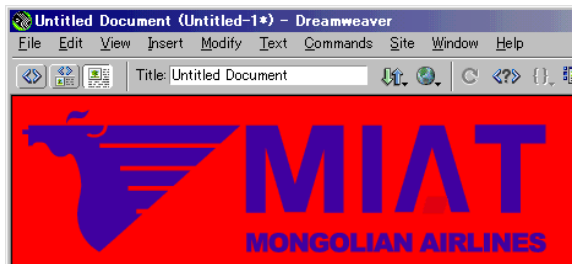 Untitled Document (Untitled-1*) - Dreamweaver
File Edit View Insert Modify Text Commands Site Window Help
Title: Untitled Document
MIAT
MONGOLIAN AIRLINES